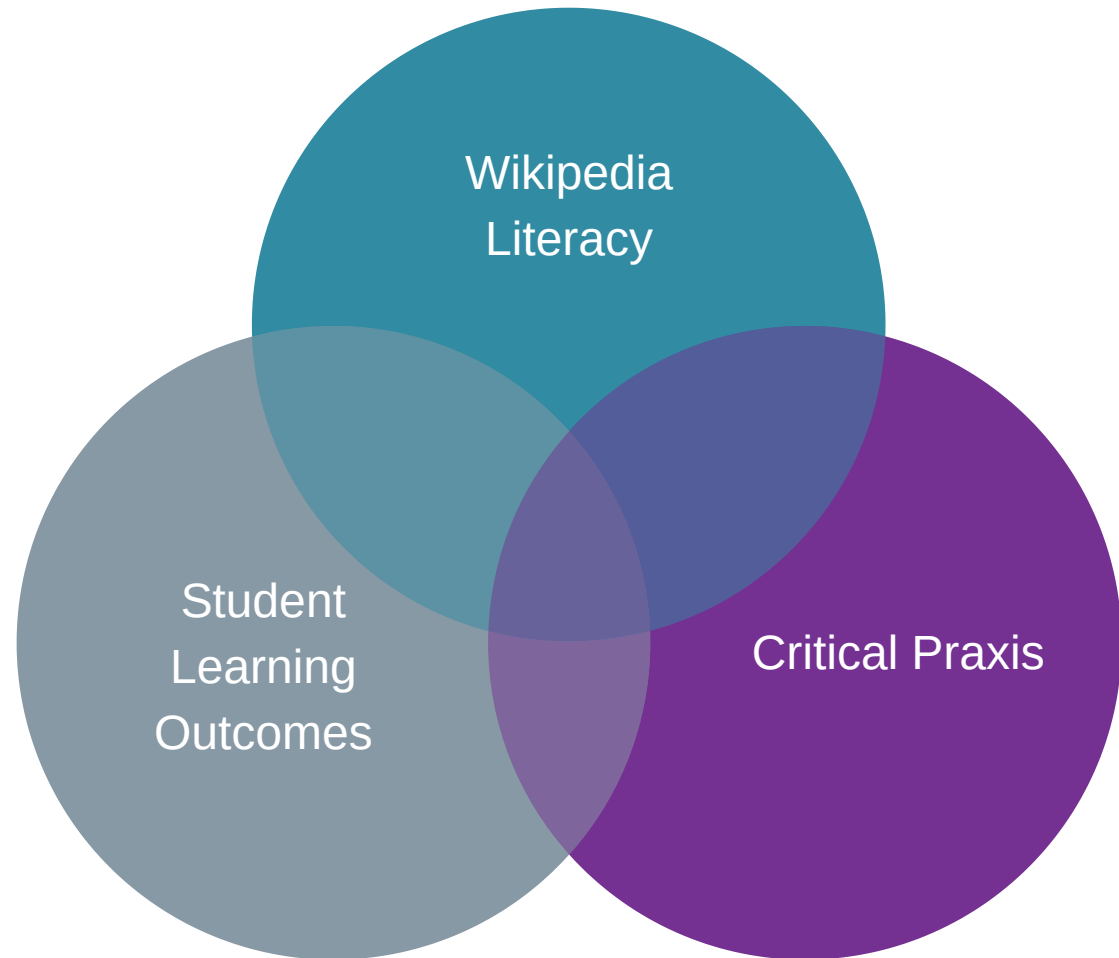 Wikipedia
Literacy
Student
Learning
Outcomes
Critical Praxis